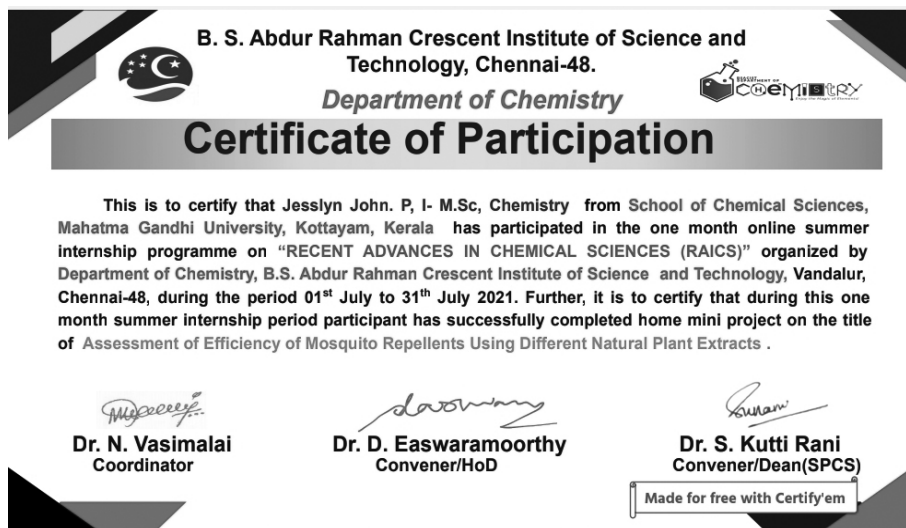 B. S. Abdur Rahman Crescent Institute of Science and
Technology, Chennai-48.
Department of Chemistry
DEPARTMENT OF
CHEMISTRY
Certificate of Participation
This is to certify that Jesslyn John. P, I- M.Sc, Chemistry from School of Chemical Sciences,
Mahatma Gandhi University, Kottayam, Kerala has participated in the one month online summer
internship programme on “RECENT ADVANCES IN CHEMICAL SCIENCES (RAICS)” organized by
Department of Chemistry, B.S. Abdur Rahman Crescent Institute of Science and Technology, Vandalur,
Chennai-48, during the period 01st July to 31th July 2021. Further, it is to certify that during this one
month summer internship period participant has successfully completed home mini project on the title
of Assessment of Efficiency of Mosquito Repellents Using Different Natural Plant Extracts .
Dr. N. Vasimalai
Coordinator
Dr. D. Easwaramoorthy
Convener/HoD
Dr. S. Kutti Rani
Convener/Dean(SPCS)
Made for free with Certify'em